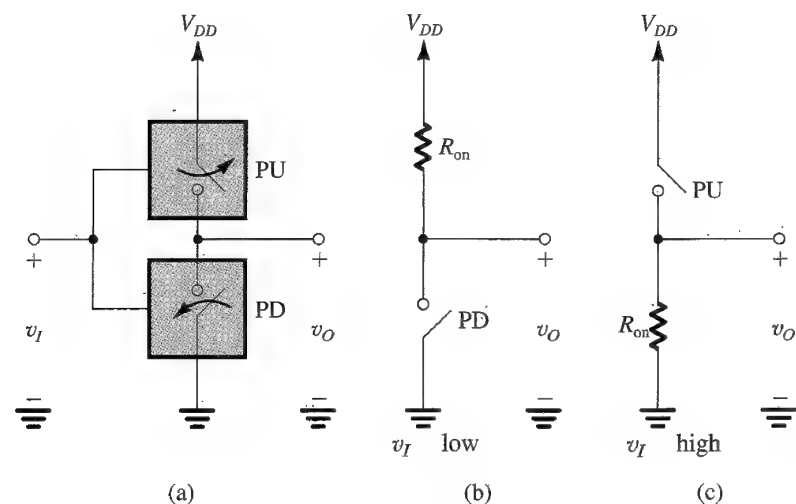 V_DD V_DD V_DD
PU
R_on
PU
+ + + +
PD
R_on
PD
v_I v_O v_O v_O
− − − −
v_I low v_I high
(a) (b) (c)